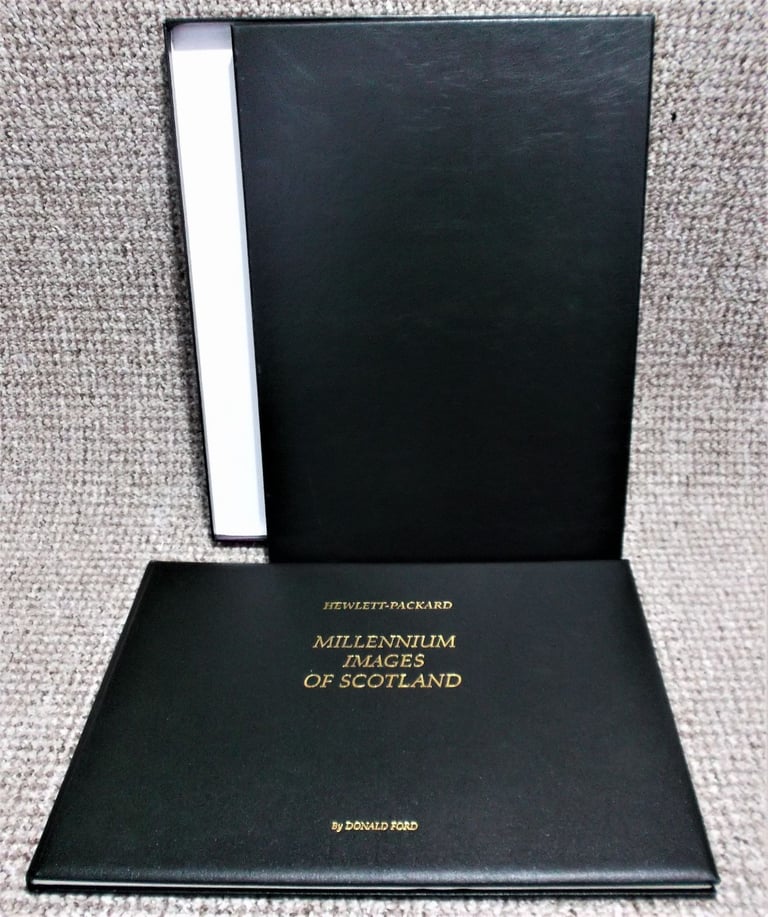 HEWLETT-PACKARD
MILLENNIUM
IMAGES
OF SCOTLAND
By DONALD FORD